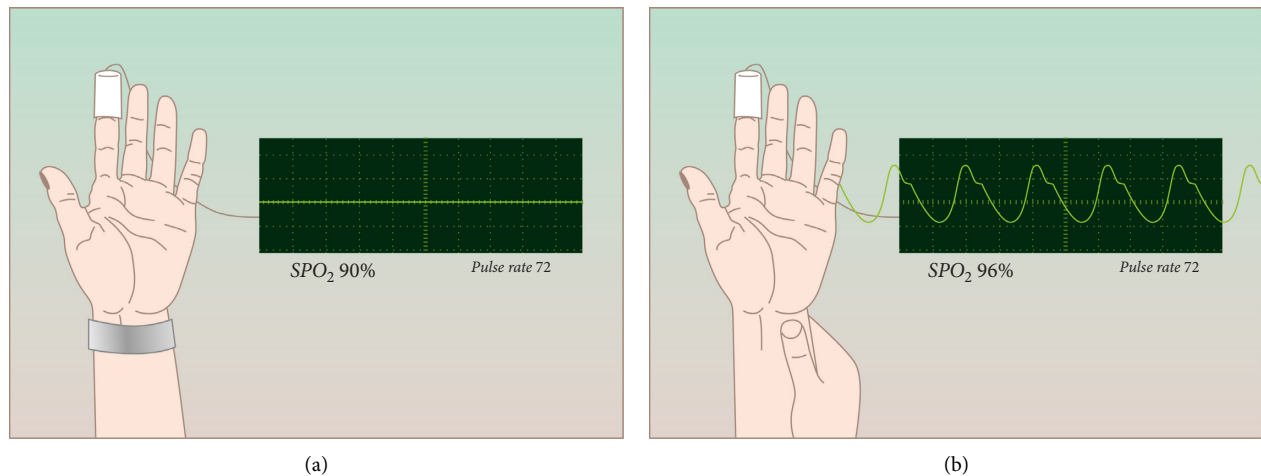 SPO₂ 90%
Pulse rate 72
SPO₂ 96%
Pulse rate 72
(a)
(b)